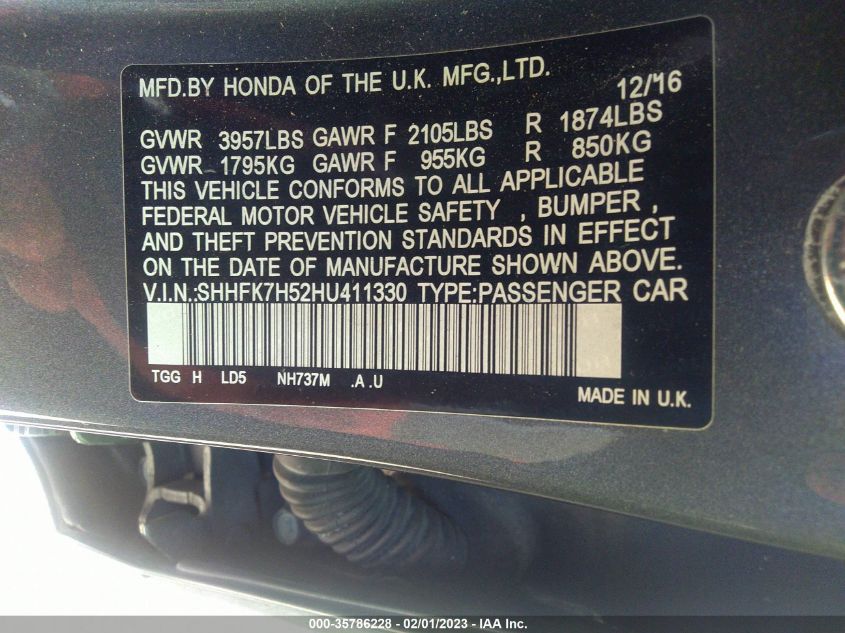 MFD.BY HONDA OF THE U.K. MFG.,LTD.
12/'16
GVWR 3957LBS GAWR F 2105LBS R 1874LBS
GVWR 1795KG GAWR F 955KG R 850KG
THIS VEHICLE CONFORMS TO ALL APPLICABLE
FEDERAL MOTOR VEHICLE SAFETY , BUMPER ,
AND THEFT PREVENTION STANDARDS IN EFFECT
ON THE DATE OF MANUFACTURE SHOWN ABOVE.
V.I.N.:SHHFK7H52HU411330 TYPE:PASSENGER CAR
TGG H LD5 NH737M .A .U
MADE IN U.K.
000-35786228 - 02/01/2023 - IAA Inc.